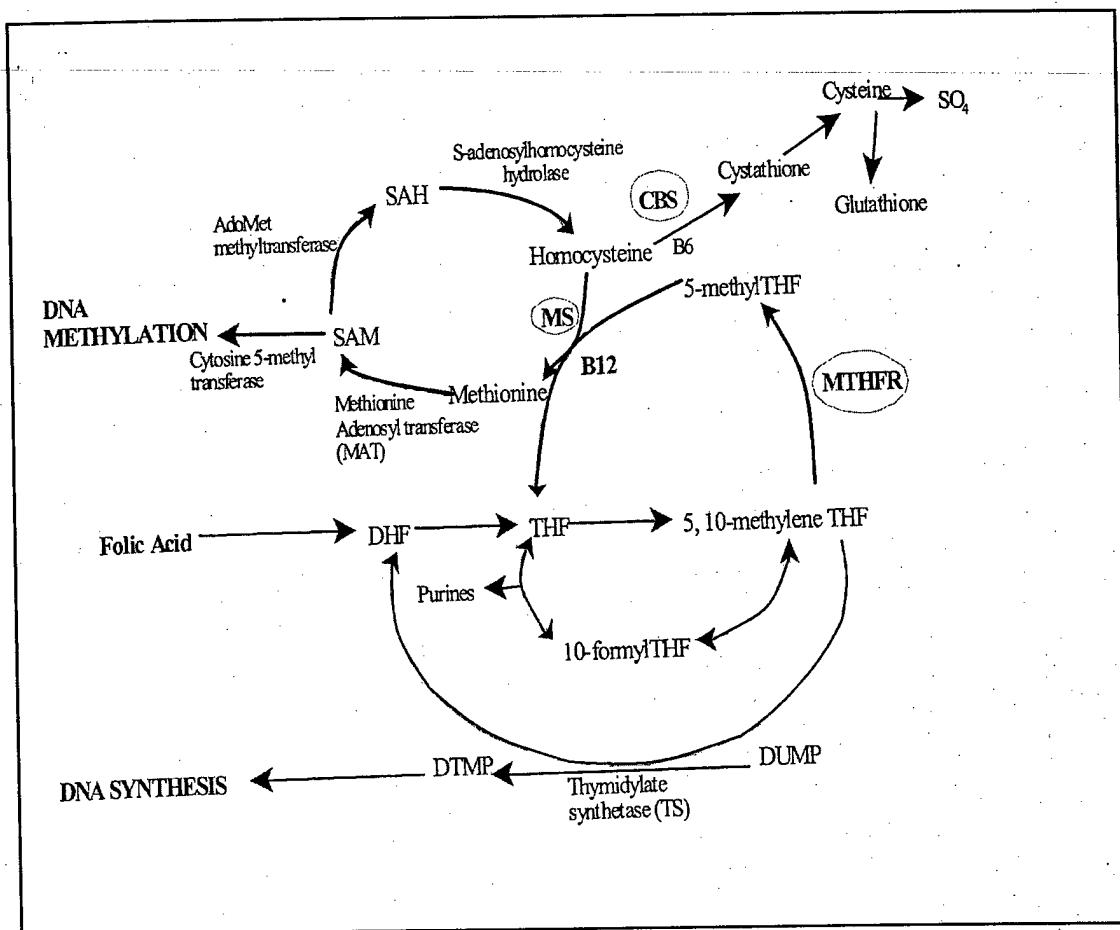 Cysteine
SO4
S-adenosylhomocysteine
hydrolase
Cystathione
SAH
CBS
Glutathione
AdoMet
methyltransferase
Homocysteine
B6
5-methylTHF
DNA
METHYLATION
MS
SAM
B12
Cytosine 5-methyl
transferase
Methionine
MTHFR
Methionine
Adenosyl transferase
(MAT)
Folic Acid
DHF
THF
5, 10-methylene THF
Purines
10-formylTHF
DNA SYNTHESIS
DTMP
DUMP
Thymidylate
synthetase (TS)